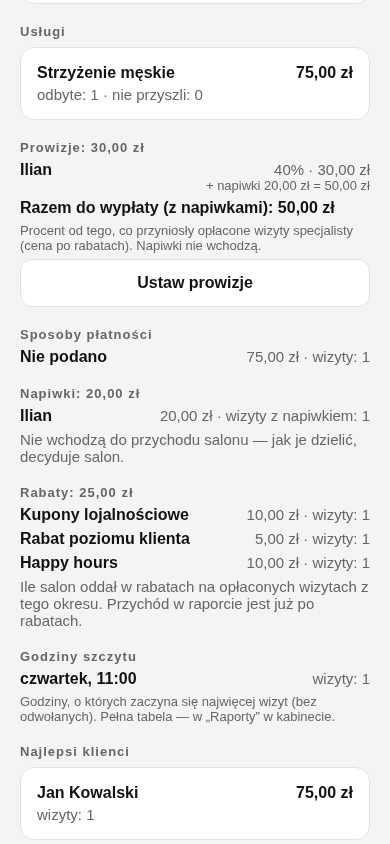 Usługi
Strzyżenie męskie 75,00 zł
odbyte: 1 · nie przyszli: 0
Prowizje: 30,00 zł
Ilian 40% · 30,00 zł
+ napiwki 20,00 zł = 50,00 zł
Razem do wypłaty (z napiwkami): 50,00 zł
Procent od tego, co przyniosły opłacone wizyty specjalisty
(cena po rabatach). Napiwki nie wchodzą.
Ustaw prowizje
Sposoby płatności
Nie podano 75,00 zł · wizyty: 1
Napiwki: 20,00 zł
Ilian 20,00 zł · wizyty z napiwkiem: 1
Nie wchodzą do przychodu salonu — jak je dzielić,
decyduje salon.
Rabaty: 25,00 zł
Kupony lojalnościowe 10,00 zł · wizyty: 1
Rabat poziomu klienta 5,00 zł · wizyty: 1
Happy hours 10,00 zł · wizyty: 1
Ile salon oddał w rabatach na opłaconych wizytach z
tego okresu. Przychód w raporcie jest już po
rabatach.
Godziny szczytu
czwartek, 11:00 wizyty: 1
Godziny, o których zaczyna się najwięcej wizyt (bez
odwołanych). Pełna tabela — w „Raporty” w kabinecie.
Najlepsi klienci
Jan Kowalski 75,00 zł
wizyty: 1